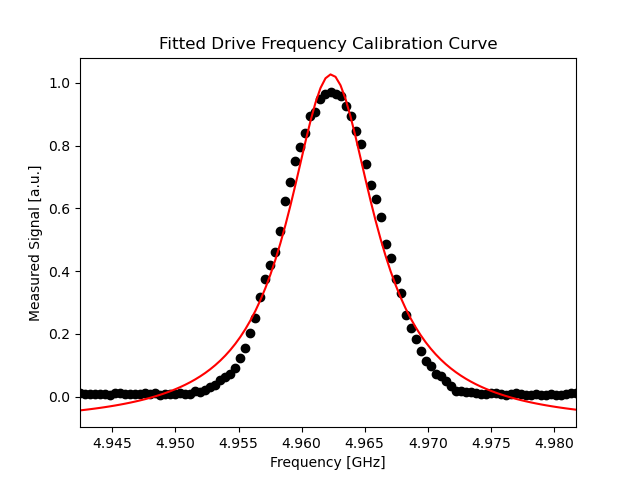 Fitted Drive Frequency Calibration Curve
Measured Signal [a.u.]
1.0
0.8
0.6
0.4
0.2
0.0
4.945 4.950 4.955 4.960 4.965 4.970 4.975 4.980
Frequency [GHz]